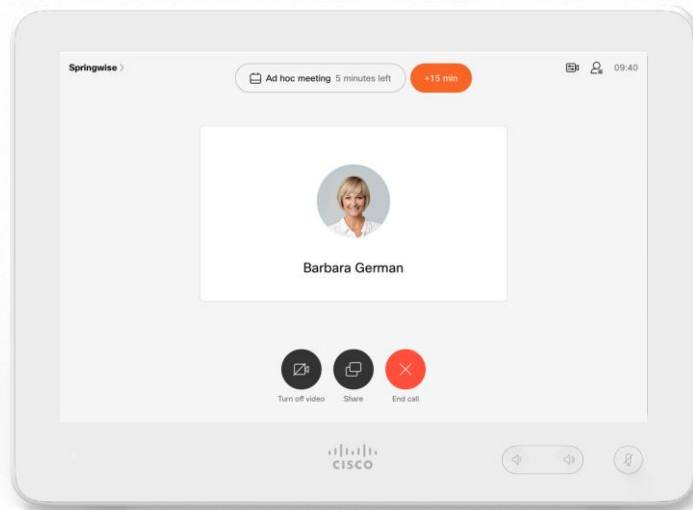 Springwise >
Ad hoc meeting 5 minutes left
+15 min
09:40
Barbara German
Turn off video
Share
End call
CISCO